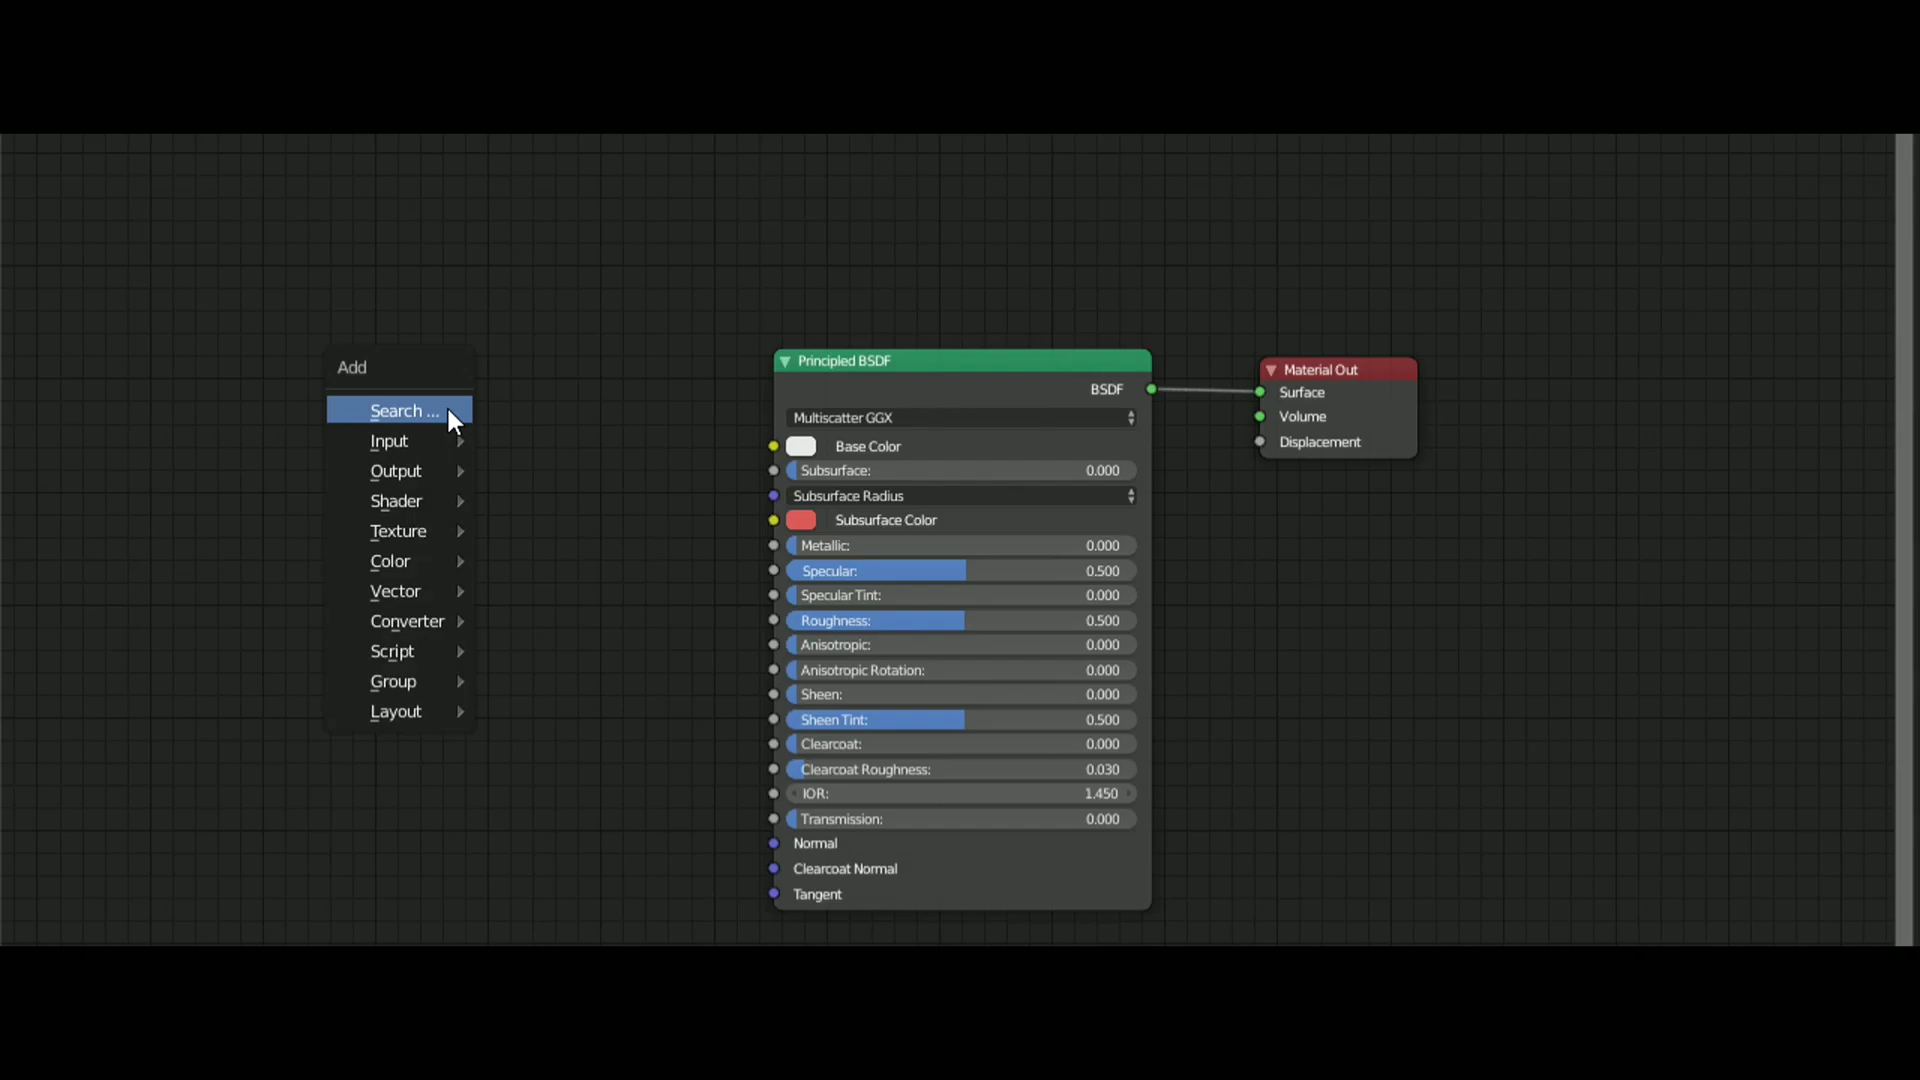 Add
Search ...
Input
Output
Shader
Texture
Color
Vector
Converter
Script
Group
Layout
Principled BSDF
BSDF
Multiscatter GGX
Base Color
Subsurface: 0.000
Subsurface Radius
Subsurface Color
Metallic: 0.000
Specular: 0.500
Specular Tint: 0.000
Roughness: 0.500
Anisotropic: 0.000
Anisotropic Rotation: 0.000
Sheen: 0.000
Sheen Tint: 0.500
Clearcoat: 0.000
Clearcoat Roughness: 0.030
IOR: 1.450
Transmission: 0.000
Normal
Clearcoat Normal
Tangent
Material Out
Surface
Volume
Displacement